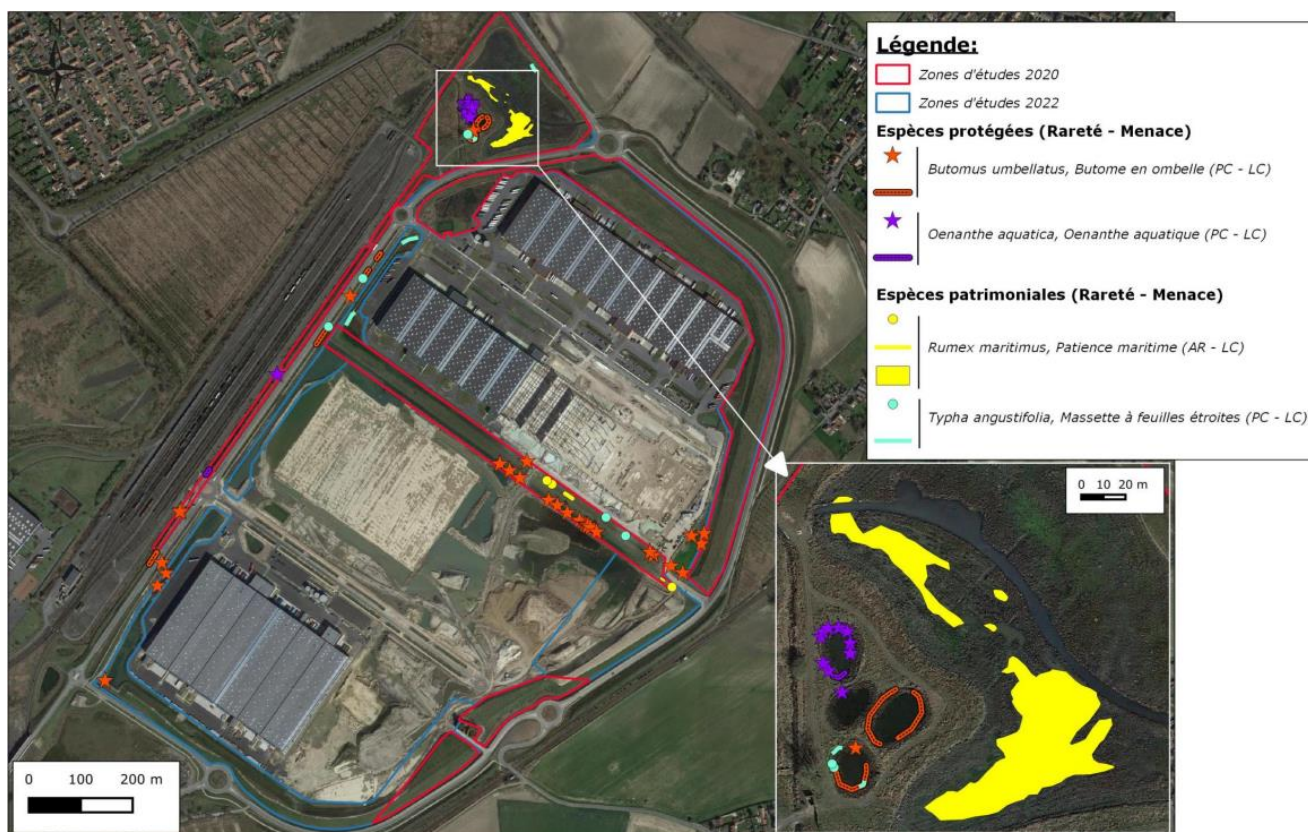 N
Légende:
Zones d'études 2020
Zones d'études 2022
Espèces protégées (Rareté - Menace)
Butomus umbellatus, Butome en ombelle (PC - LC)
Oenanthe aquatica, Oenanthe aquatique (PC - LC)
Espèces patrimoniales (Rareté - Menace)
Rumex maritimus, Patience maritime (AR - LC)
Typha angustifolia, Massette à feuilles étroites (PC - LC)
0 10 20 m
0 100 200 m